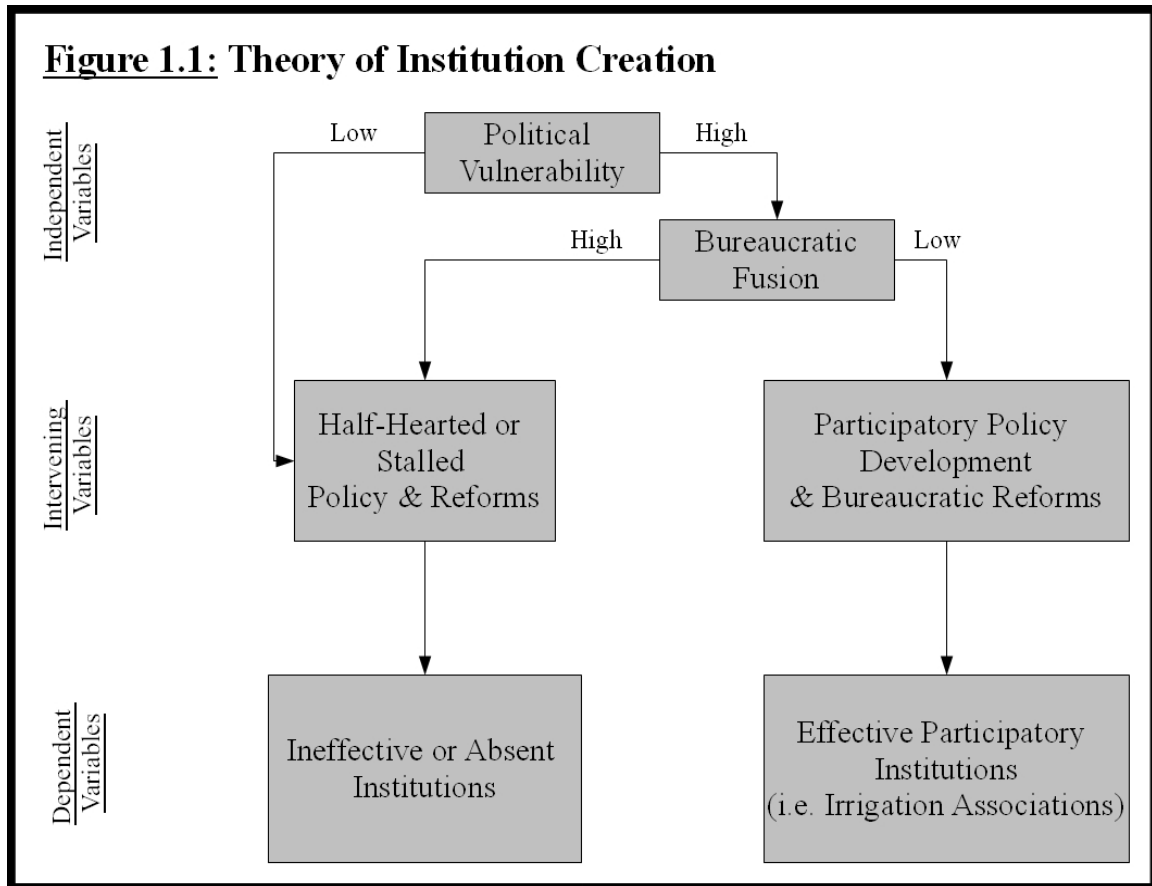 Figure 1.1: Theory of Institution Creation
Independent
Variables
Low
Political
Vulnerability
High
High
Bureaucratic
Fusion
Low
Intervening
Variables
Half-Hearted or
Stalled
Policy & Reforms
Participatory Policy
Development
& Bureaucratic Reforms
Dependent
Variables
Ineffective or Absent
Institutions
Effective Participatory
Institutions
(i.e. Irrigation Associations)